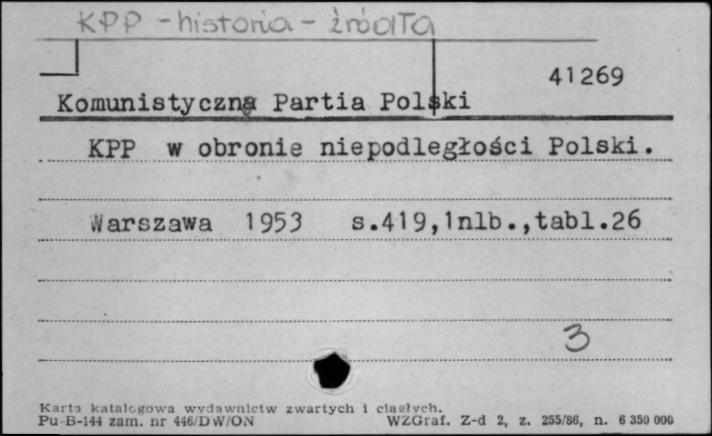 KPP - historia - źródła
41269
Komunistyczna Partia Polski
KPP w obronie niepodległości Polski.
Warszawa 1953 s.419,1nlb.,tabl.26
3
Karta katalogowa wydawnictw zwartych i ciągłych.
Pu-B-144 zam. nr 446/DW/ON WZGraf. Z-d 2, z. 255/86, n. 6 350 000